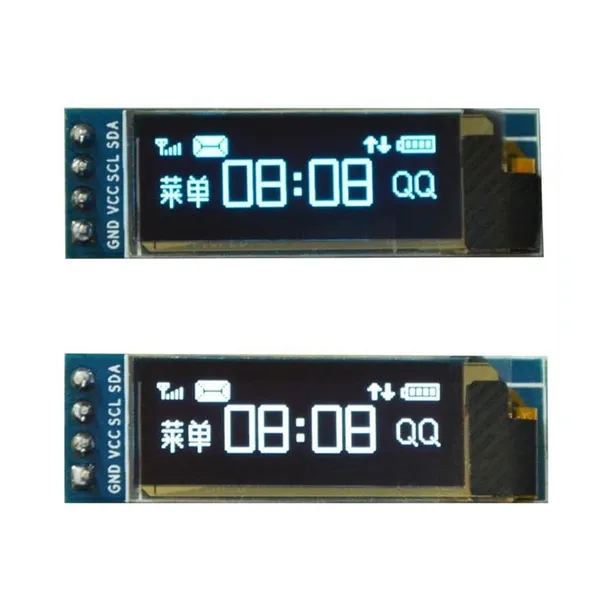 SDA
SCL
VCC
GND
菜单 08:08 QQ
SDA
SCL
VCC
GND
菜单 08:08 QQ